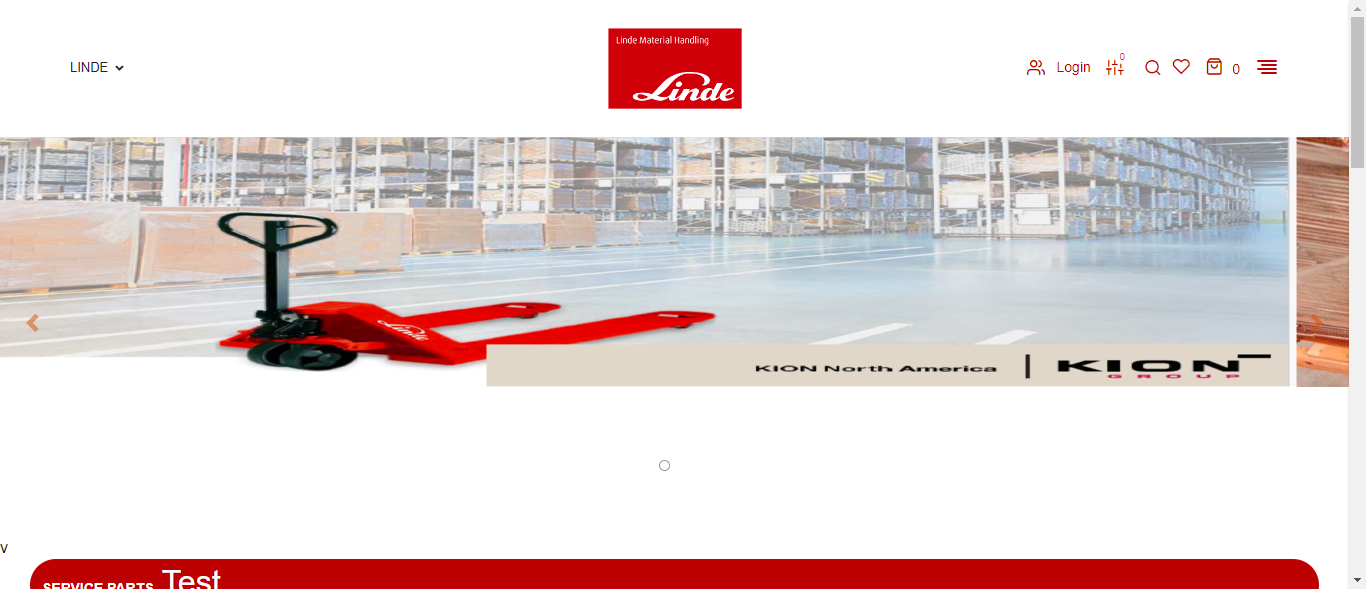 Linde Material Handling
Linde
LINDE
0
Login
0
Linde
KION North America
KION
GROUP
v
SERVICE PARTS Test